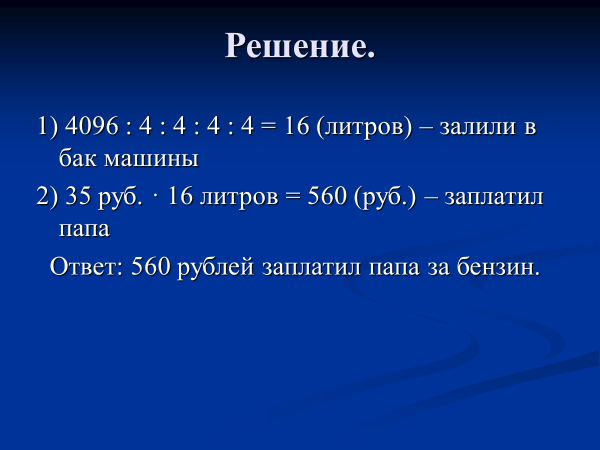 Решение.
1) 4096 : 4 : 4 : 4 : 4 = 16 (литров) – залили в
бак машины
2) 35 руб. · 16 литров = 560 (руб.) – заплатил
папа
Ответ: 560 рублей заплатил папа за бензин.